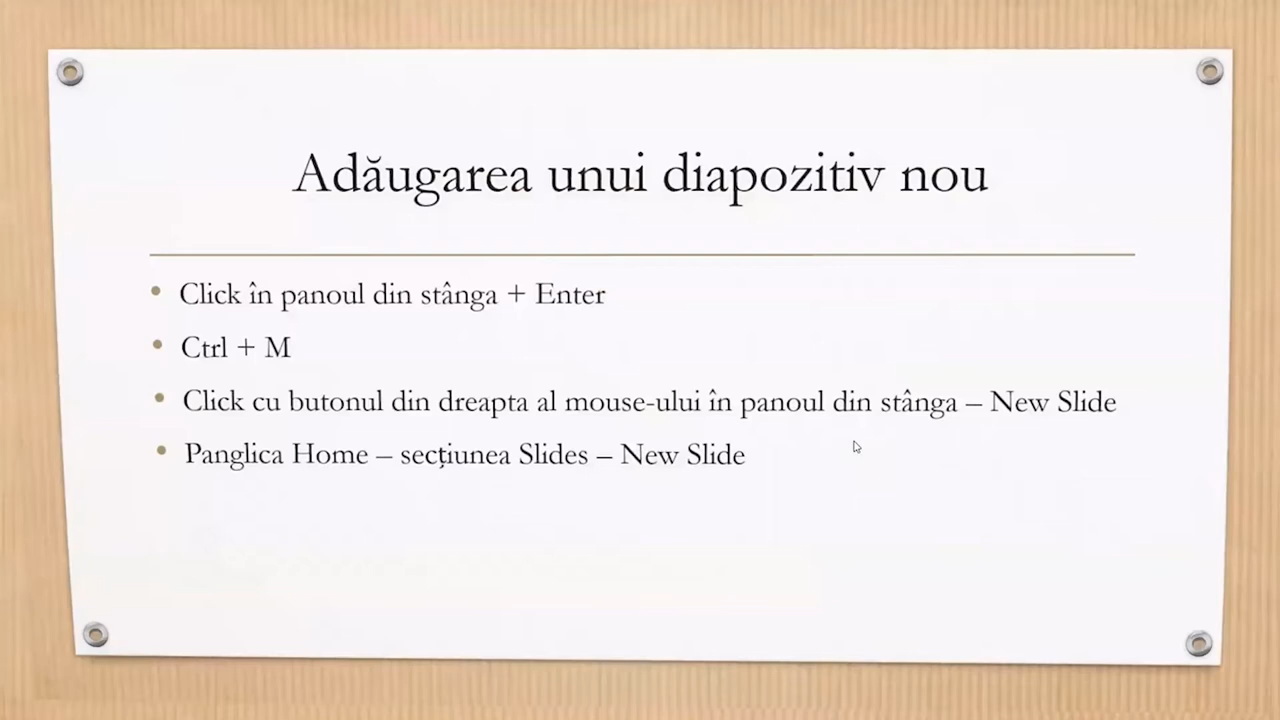 Adăugarea unui diapozitiv nou
Click în panoul din stânga + Enter
Ctrl + M
Click cu butonul din dreapta al mouse-ului în panoul din stânga – New Slide
Panglica Home – secțiunea Slides – New Slide